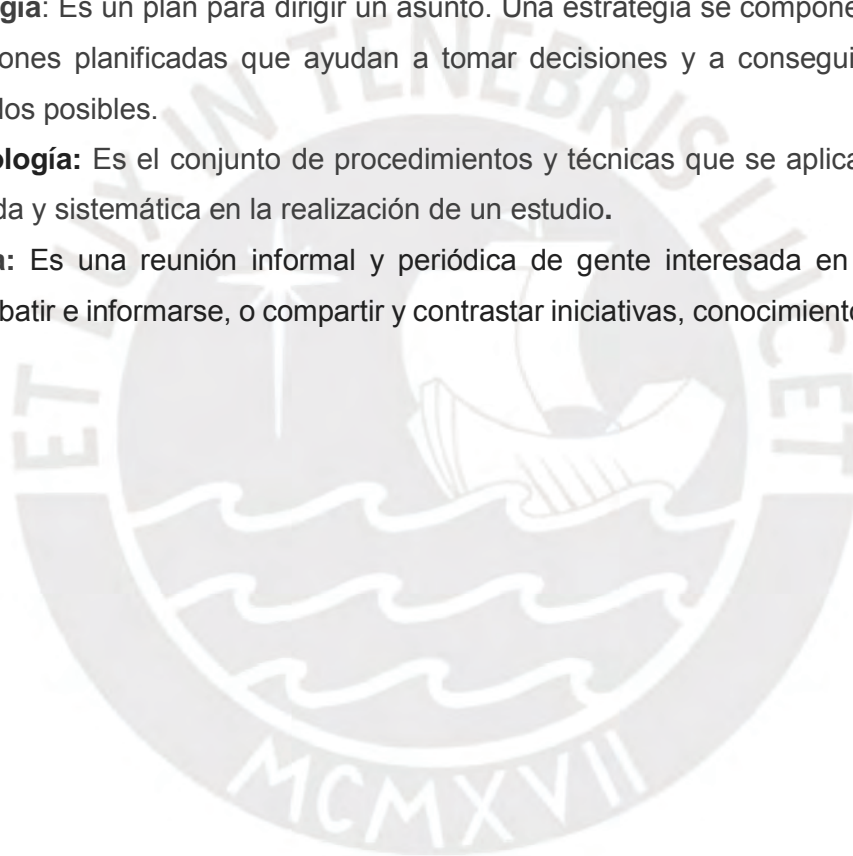 gia: Es un plan para dirigir un asunto. Una estrategia se compone
ones planificadas que ayudan a tomar decisiones y a consegui
dos posibles.
ología: Es el conjunto de procedimientos y técnicas que se aplica
da y sistemática en la realización de un estudio.
a: Es una reunión informal y periódica de gente interesada en
batir e informarse, o compartir y contrastar iniciativas, conocimiento
ET LUX IN TENEBRIS LUCET
MCMXVII